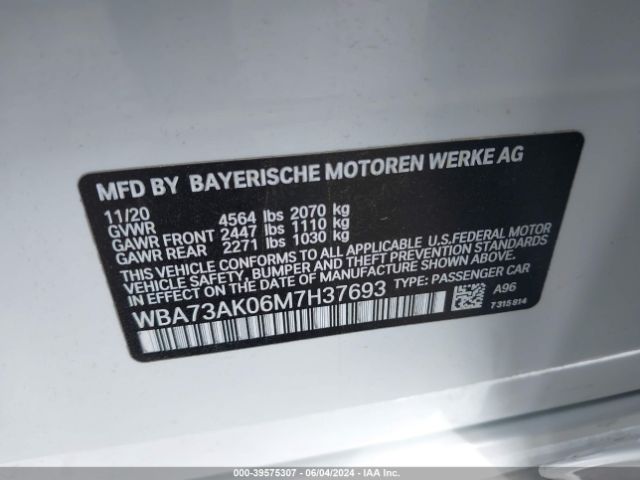 MFD BY BAYERISCHE MOTOREN WERKE AG
11/20
GVWR 4564 lbs 2070 kg
GAWR FRONT 2447 lbs 1110 kg
GAWR REAR 2271 lbs 1030 kg
THIS VEHICLE CONFORMS TO ALL APPLICABLE U.S.FEDERAL MOTOR
VEHICLE SAFETY, BUMPER AND THEFT PREVENTION STANDARDS
IN EFFECT ON THE DATE OF MANUFACTURE SHOWN ABOVE.
WBA73AK06M7H37693 TYPE: PASSENGER CAR
A96
7315814
000-39575307 - 06/04/2024 - IAA Inc.